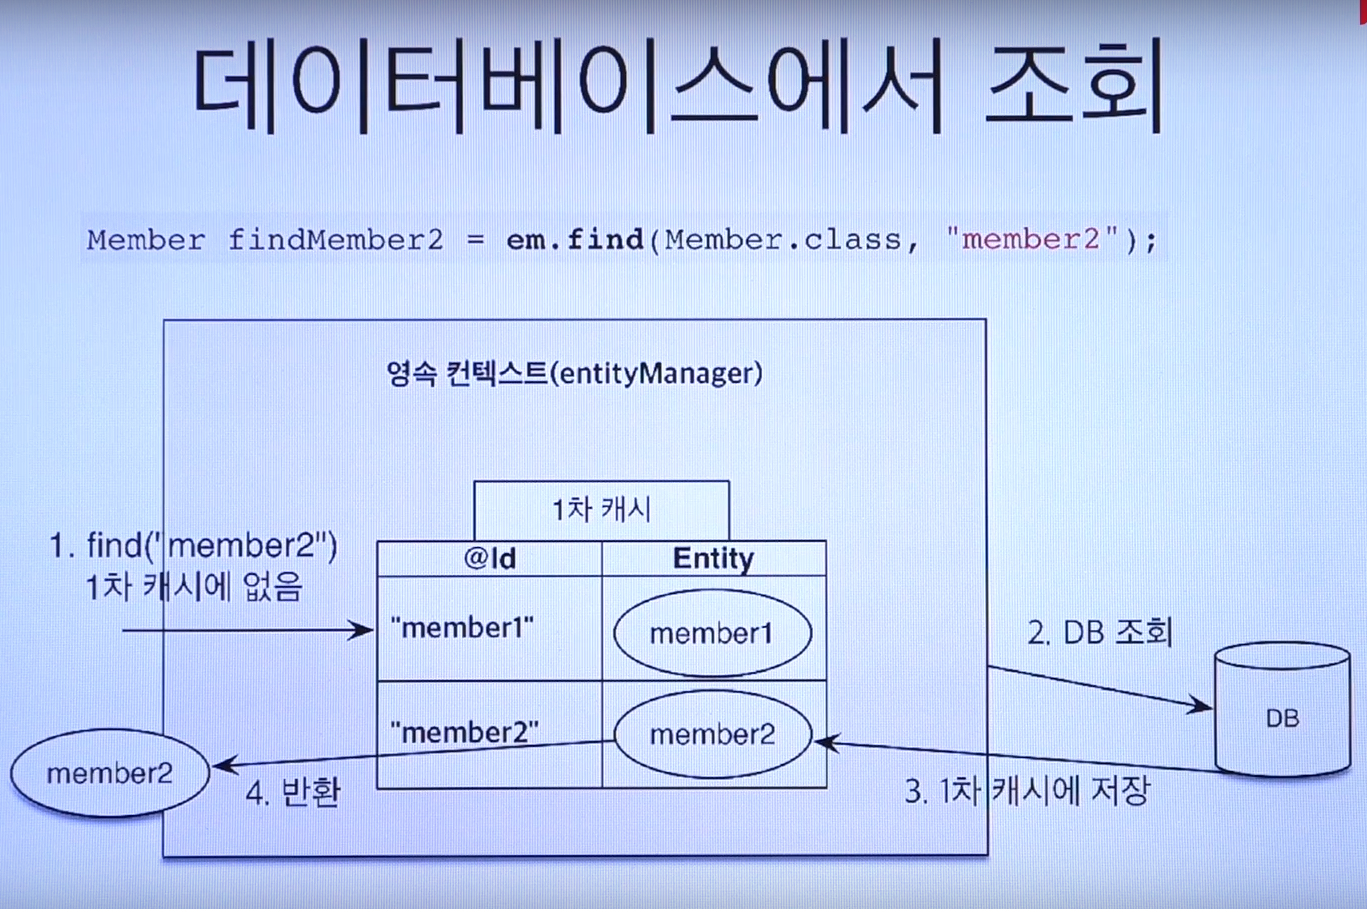 데이터베이스에서 조회
Member findMember2 = em.find(Member.class, "member2");
영속 컨텍스트(entityManager)
1차 캐시
1. find("member2")
1차 캐시에 없음
@Id
Entity
"member1"
member1
2. DB 조회
DB
"member2"
member2
member2
4. 반환
3. 1차 캐시에 저장